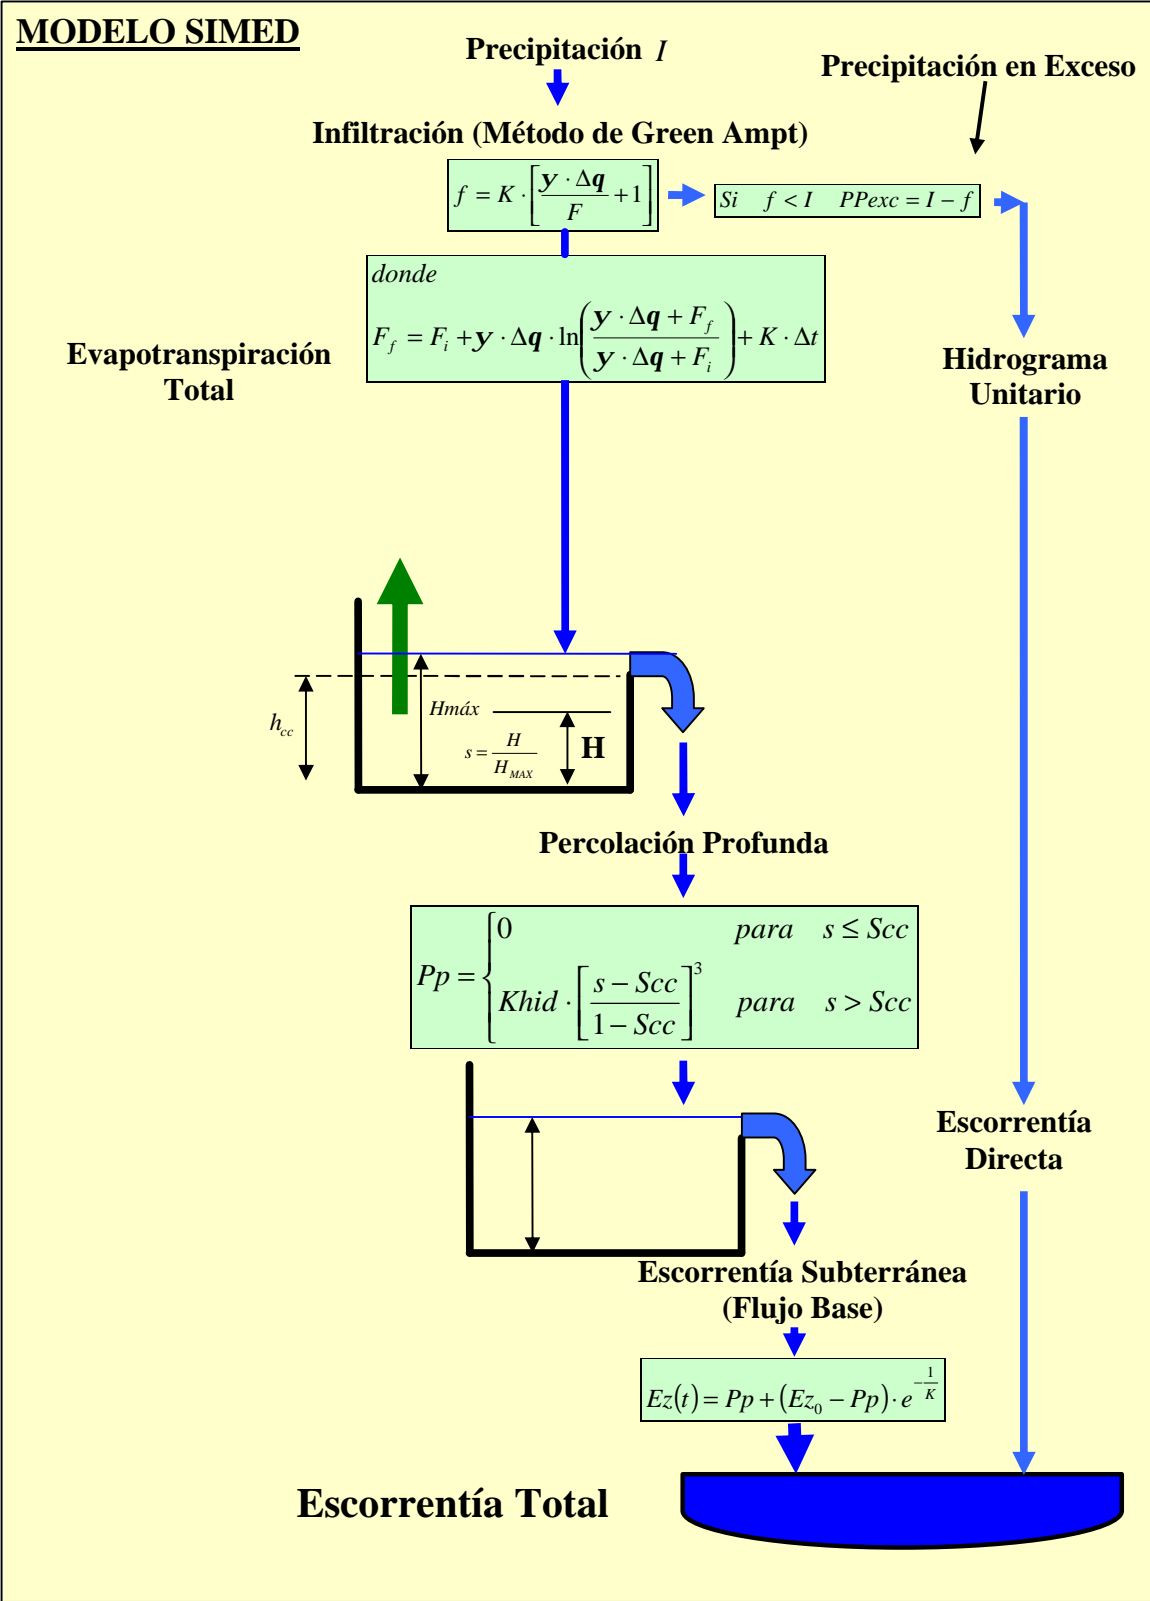 MODELO SIMED
Precipitación I
Precipitación en Exceso
Infiltración (Método de Green Ampt)
f = K · [y · Δq / F + 1]
Si f < I PPexc = I − f
donde
F_f = F_i + y · Δq · ln((y · Δq + F_f) / (y · Δq + F_i)) + K · Δt
Evapotranspiración
Total
Hidrograma
Unitario
h_cc
Hmáx
s = H / H_MAX
H
Percolación Profunda
Pp = { 0 para s ≤ Scc
Khid · [(s − Scc) / (1 − Scc)]^3 para s > Scc
Escorrentía
Directa
Escorrentía Subterránea
(Flujo Base)
Ez(t) = Pp + (Ez_0 − Pp) · e^(−1/K)
Escorrentía Total